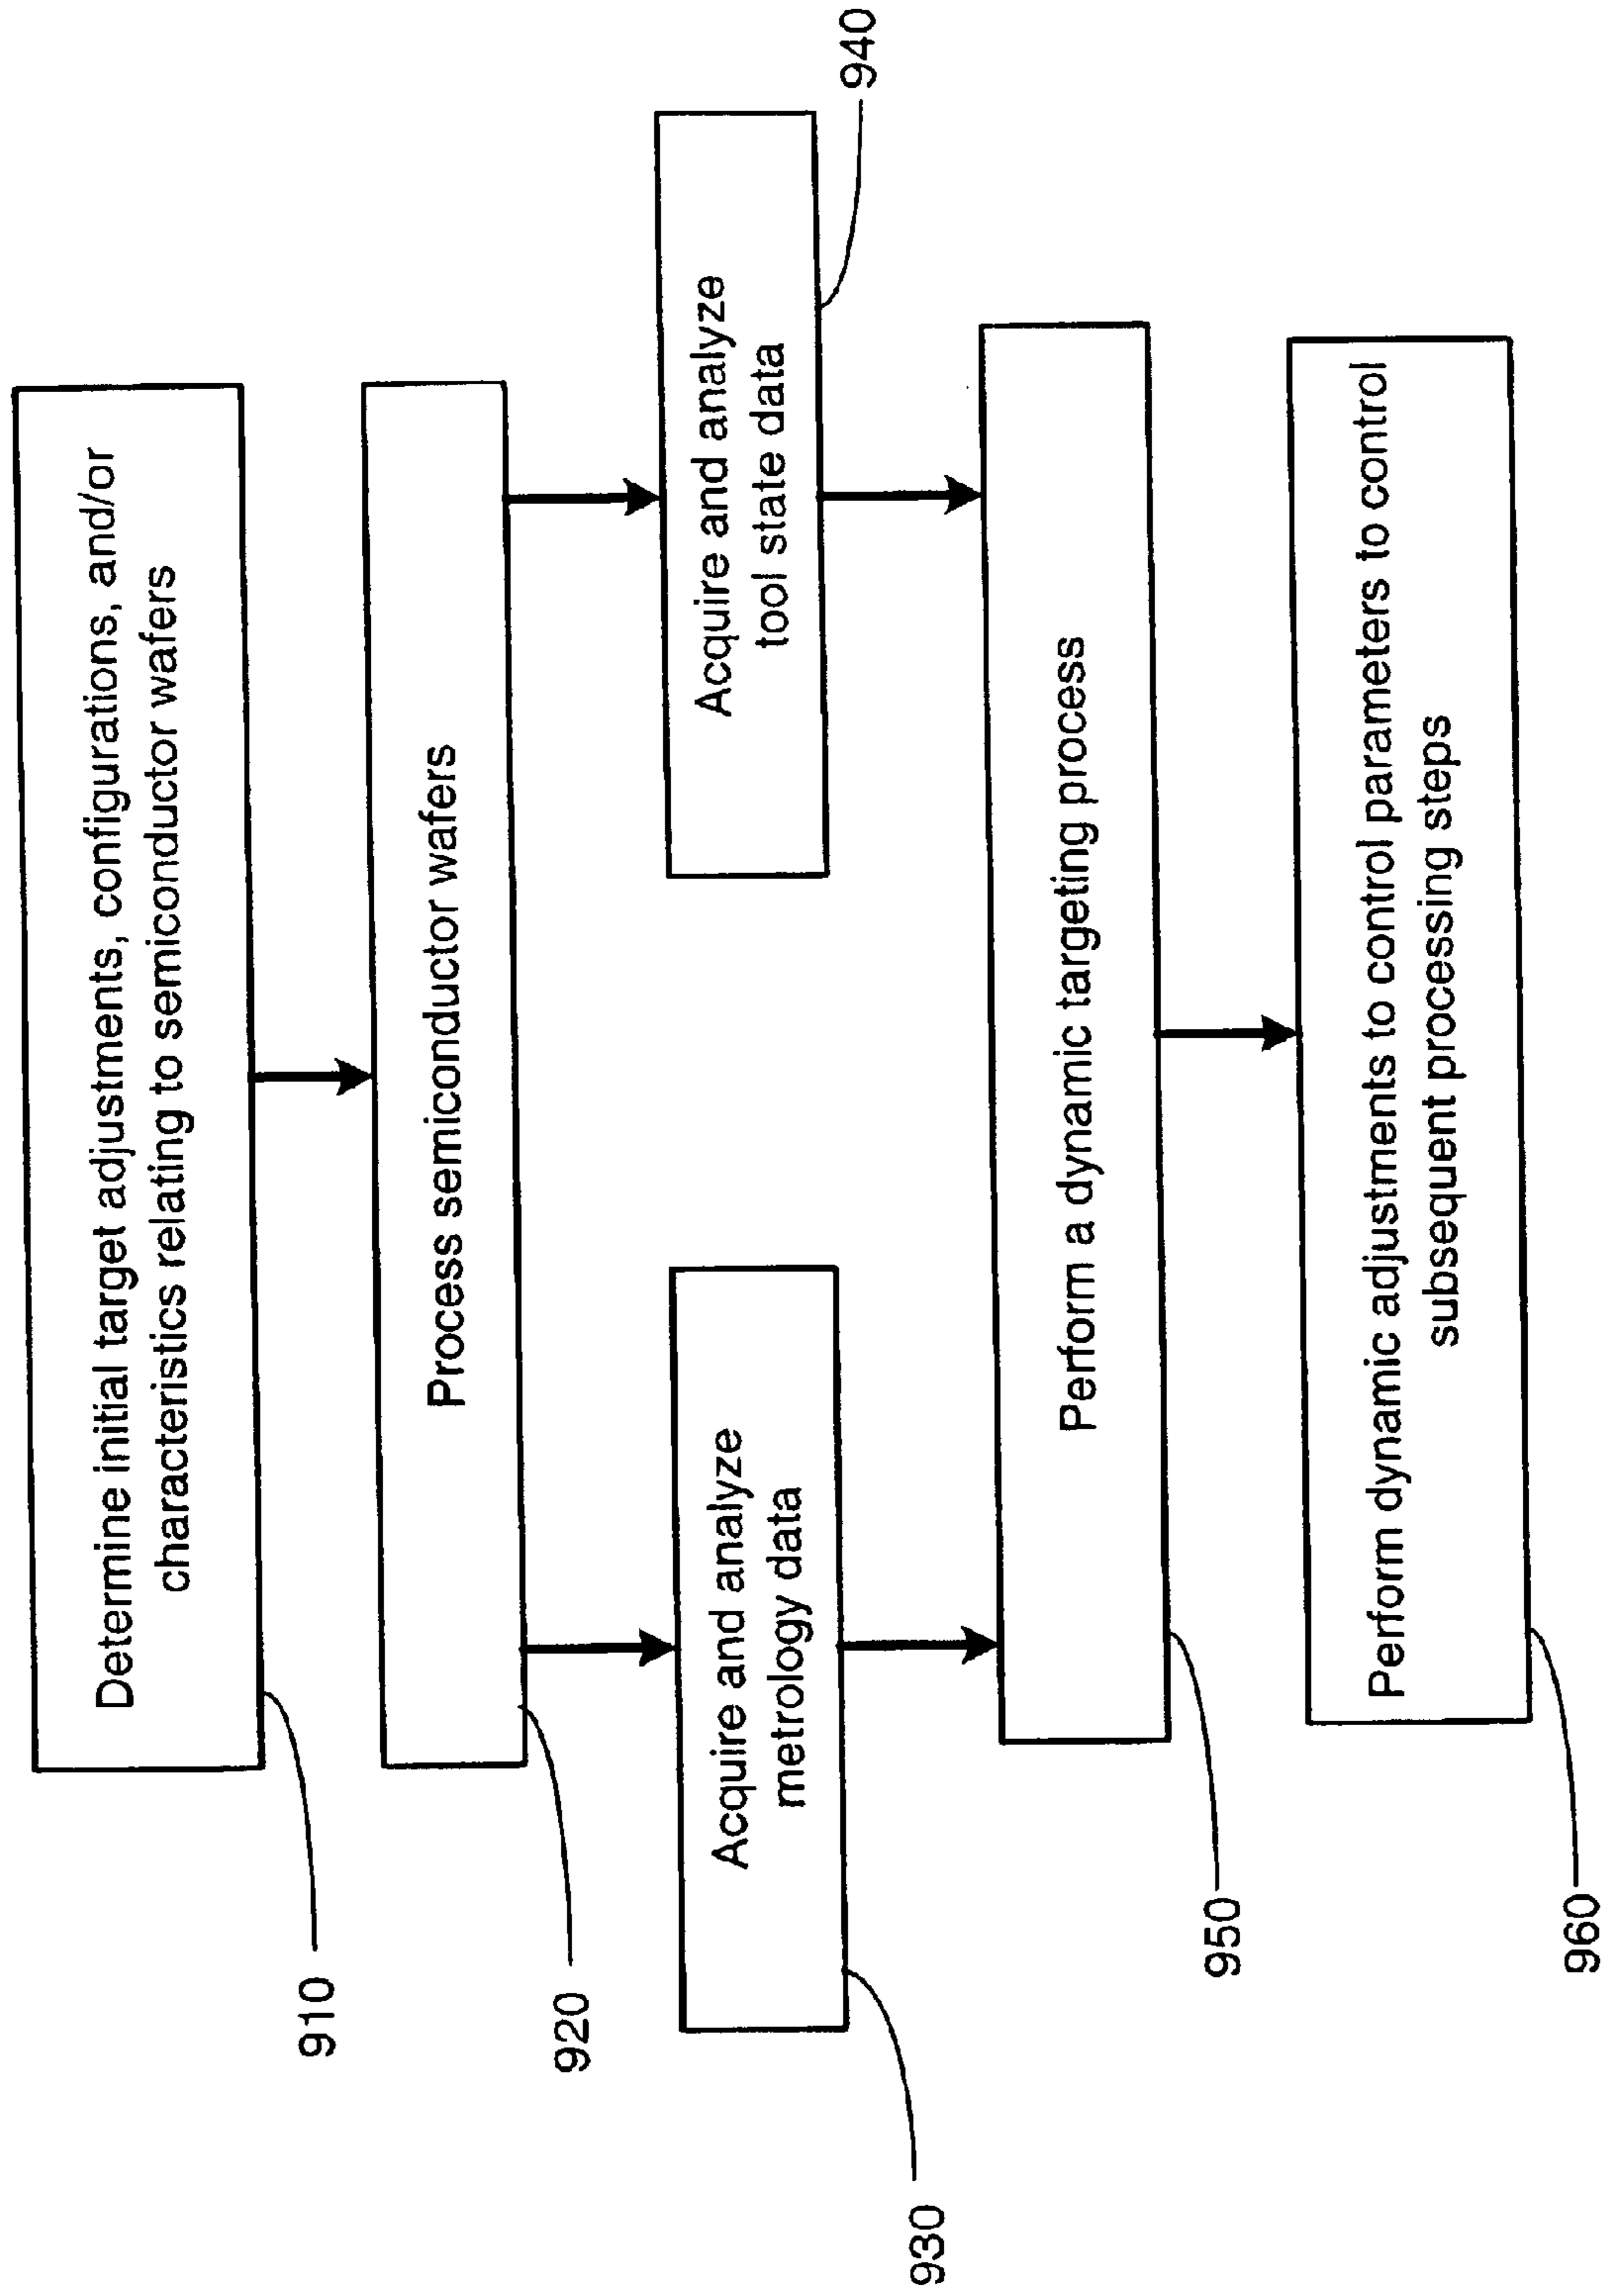 Determine initial target adjustments, configurations, and/or
characteristics relating to semiconductor wafers
910
Process semiconductor wafers
920
Acquire and analyze
metrology data
930
Acquire and analyze
tool state data
940
Perform a dynamic targeting process
950
Perform dynamic adjustments to control parameters to control
subsequent processing steps
960